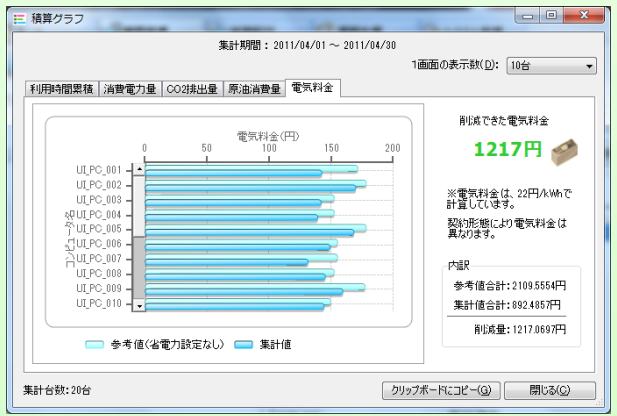 積算グラフ
集計期間： 2011/04/01 ～ 2011/04/30
1画面の表示数(D): 10台
利用時間累積 消費電力量 CO2排出量 原油消費量 電気料金
電気料金(円)
0 50 100 150 200
コンピュータ名
UI_PC_001
UI_PC_002
UI_PC_003
UI_PC_004
UI_PC_005
UI_PC_006
UI_PC_007
UI_PC_008
UI_PC_009
UI_PC_010
参考値(省電力設定なし) 集計値
削減できた電気料金
1217円
※電気料金は、22円/kWhで
計算しています。
契約形態により電気料金は
異なります。
内訳
参考値合計：2109.5554円
集計値合計：892.4857円
削減量：1217.0697円
集計台数：20台
クリップボードにコピー(G) 閉じる(C)